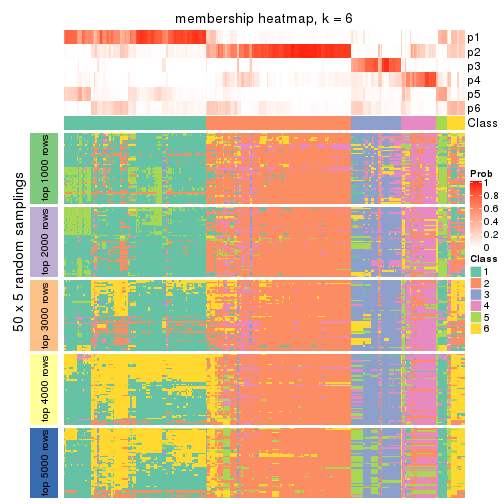 membership heatmap, k = 6
p1
p2
p3
p4
p5
p6
Class
50 x 5 random samplings
top 1000 rows
top 2000 rows
top 3000 rows
top 4000 rows
top 5000 rows
Prob
1
0.8
0.6
0.4
0.2
0
Class
1
2
3
4
5
6